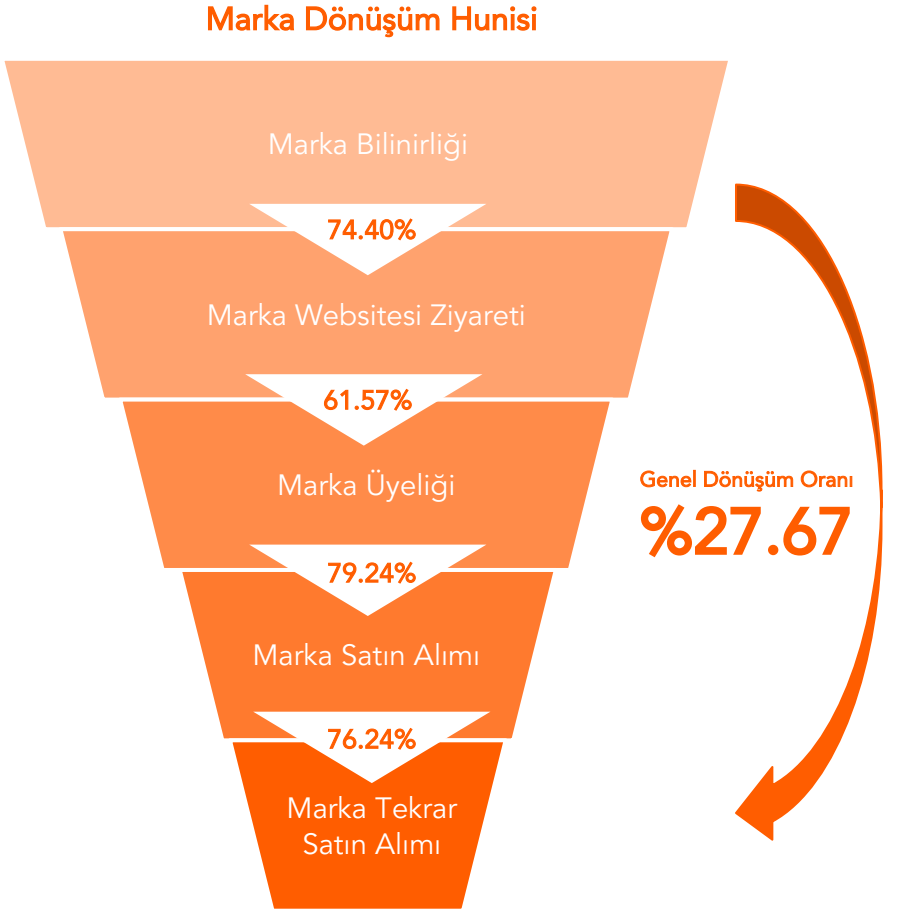 Marka Dönüşüm Hunisi
Marka Bilinirliği
74.40%
Marka Websitesi Ziyareti
61.57%
Marka Üyeliği
79.24%
Marka Satın Alımı
76.24%
Marka Tekrar
Satın Alımı
Genel Dönüşüm Oranı
%27.67